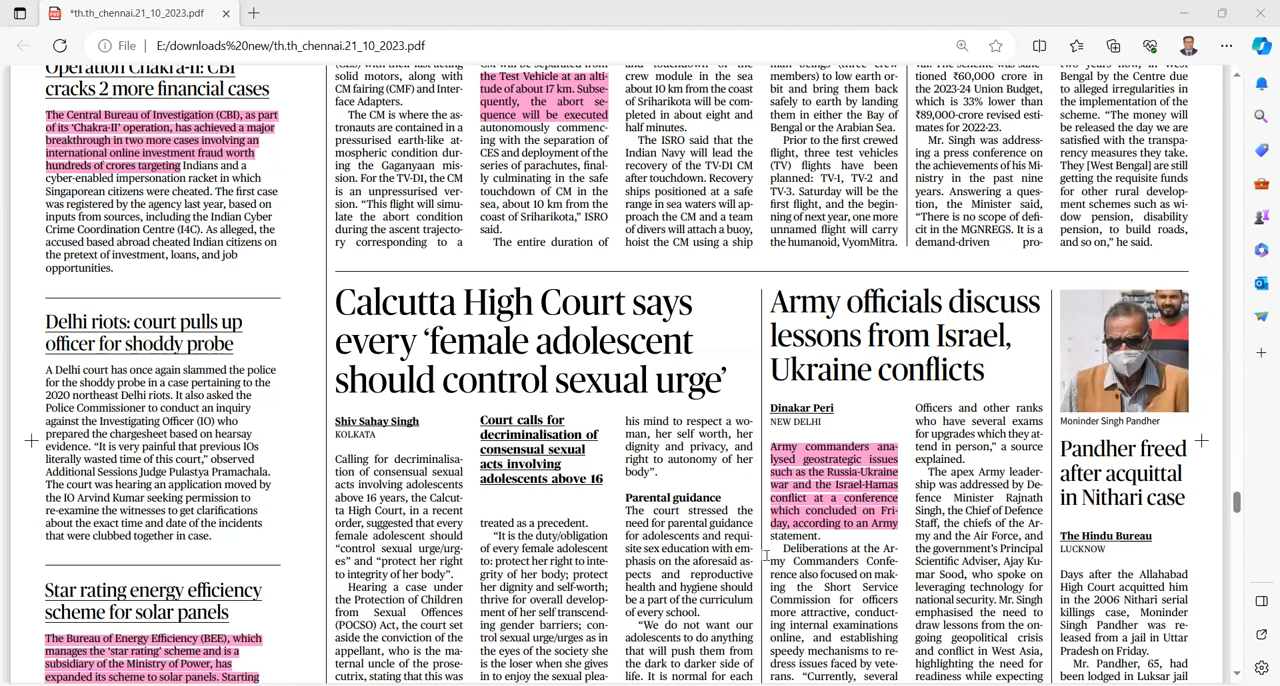 *th.th_chennai.21_10_2023.pdf
File
E:/downloads%20new/th.th_chennai.21_10_2023.pdf
Operation Chakra-II: CBI
cracks 2 more financial cases
The Central Bureau of Investigation (CBI), as part
of its 'Chakra-II' operation, has achieved a major
breakthrough in two more cases involving an
international online investment fraud worth
hundreds of crores targeting Indians and a
cyber-enabled impersonation racket in which
Singaporean citizens were cheated. The first case
was registered by the agency last year, based on
inputs from sources, including the Indian Cyber
Crime Coordination Centre (I4C). As alleged, the
accused based abroad cheated Indian citizens on
the pretext of investment, loans, and job
opportunities.
Delhi riots: court pulls up
officer for shoddy probe
A Delhi court has once again slammed the police
for the shoddy probe in a case pertaining to the
2020 northeast Delhi riots. It also asked the
Police Commissioner to conduct an inquiry
against the Investigating Officer (IO) who
prepared the chargesheet based on hearsay
evidence. "It is very painful that previous IOs
literally wasted time of this court," observed
Additional Sessions Judge Pulastya Pramachala.
The court was hearing an application moved by
the IO Arvind Kumar seeking permission to
re-examine the witnesses to get clarifications
about the exact time and date of the incidents
that were clubbed together in case.
Star rating energy efficiency
scheme for solar panels
The Bureau of Energy Efficiency (BEE), which
manages the 'star rating' scheme and is a
subsidiary of the Ministry of Power, has
expanded its scheme to solar panels. Starting
solid motors, along with
CM fairing (CMF) and Inter-
face Adapters.
The CM is where the as-
tronauts are contained in a
pressurised earth-like at-
mospheric condition dur-
ing the Gaganyaan mis-
sion. For the TV-D1, the CM
is an unpressurised ver-
sion. "This flight will simu-
late the abort condition
during the ascent trajecto-
ry corresponding to a
CM will be separated from
the Test Vehicle at an alti-
tude of about 17 km. Subse-
quently, the abort se-
quence will be executed
autonomously commenc-
ing with the separation of
CES and deployment of the
series of parachutes, final-
ly culminating in the safe
touchdown of CM in the
sea, about 10 km from the
coast of Sriharikota," ISRO
said.
The entire duration of
crew module in the sea
about 10 km from the coast
of Sriharikota will be com-
pleted in about eight and
half minutes.
The ISRO said that the
Indian Navy will lead the
recovery of the TV-D1 CM
after touchdown. Recovery
ships positioned at a safe
range in sea waters will ap-
proach the CM and a team
of divers will attach a buoy,
hoist the CM using a ship
members) to low earth or-
bit and bring them back
safely to earth by landing
them in either the Bay of
Bengal or the Arabian Sea.
Prior to the first crewed
flight, three test vehicles
(TV) flights have been
planned: TV-1, TV-2 and
TV-3. Saturday will be the
first flight, and the begin-
ning of next year, one more
unnamed flight will carry
the humanoid, VyomMitra.
tioned ₹60,000 crore in
the 2023-24 Union Budget,
which is 33% lower than
₹89,000-crore revised esti-
mates for 2022-23.
Mr. Singh was address-
ing a press conference on
the achievements of his Mi-
nistry in the past nine
years. Answering a ques-
tion, the Minister said,
"There is no scope of defi-
cit in the MGNREGS. It is a
demand-driven pro-
two years now, in West
Bengal by the Centre due
to alleged irregularities in
the implementation of the
scheme. "The money will
be released the day we are
satisfied with the transpa-
rency measures they take.
They [West Bengal] are still
getting the requisite funds
for other rural develop-
ment schemes such as wi-
dow pension, disability
pension, to build roads,
and so on," he said.
Calcutta High Court says
every 'female adolescent
should control sexual urge'
Shiv Sahay Singh
KOLKATA
Calling for decriminalisa-
tion of consensual sexual
acts involving adolescents
above 16 years, the Calcut-
ta High Court, in a recent
order, suggested that every
female adolescent should
"control sexual urge/urg-
es" and "protect her right
to integrity of her body".
Hearing a case under
the Protection of Children
from Sexual Offences
(POCSO) Act, the court set
aside the conviction of the
appellant, who is the ma-
ternal uncle of the prose-
cutrix, stating that this was
Court calls for
decriminalisation of
consensual sexual
acts involving
adolescents above 16
treated as a precedent.
"It is the duty/obligation
of every female adolescent
to: protect her right to inte-
grity of her body; protect
her dignity and self-worth;
thrive for overall develop-
ment of her self transcend-
ing gender barriers; con-
trol sexual urge/urges as in
the eyes of the society she
is the loser when she gives
in to enjoy the sexual plea-
his mind to respect a wo-
man, her self worth, her
dignity and privacy, and
right to autonomy of her
body".
Parental guidance
The court stressed the
need for parental guidance
for adolescents and requi-
site sex education with em-
phasis on the aforesaid as-
pects and reproductive
health and hygiene should
be a part of the curriculum
of every school.
"We do not want our
adolescents to do anything
that will push them from
the dark to darker side of
life. It is normal for each
Army officials discuss
lessons from Israel,
Ukraine conflicts
Dinakar Peri
NEW DELHI
Army commanders ana-
lysed geostrategic issues
such as the Russia-Ukraine
war and the Israel-Hamas
conflict at a conference
which concluded on Fri-
day, according to an Army
statement.
Deliberations at the Ar-
my Commanders Confe-
rence also focused on mak-
ing the Short Service
Commission for officers
more attractive, conduct-
ing internal examinations
online, and establishing
speedy mechanisms to re-
dress issues faced by vete-
rans. "Currently, several
Officers and other ranks
who have several exams
for upgrades which they at-
tend in person," a source
explained.
The apex Army leader-
ship was addressed by De-
fence Minister Rajnath
Singh, the Chief of Defence
Staff, the chiefs of the Ar-
my and the Air Force, and
the government's Principal
Scientific Adviser, Ajay Ku-
mar Sood, who spoke on
leveraging technology for
national security. Mr. Singh
emphasised the need to
draw lessons from the on-
going geopolitical crisis
and conflict in West Asia,
highlighting the need for
readiness while expecting
Moninder Singh Pandher
Pandher freed
after acquittal
in Nithari case
The Hindu Bureau
LUCKNOW
Days after the Allahabad
High Court acquitted him
in the 2006 Nithari serial
killings case, Moninder
Singh Pandher was re-
leased from a jail in Uttar
Pradesh on Friday.
Mr. Pandher, 65, had
been lodged in Luksar jail